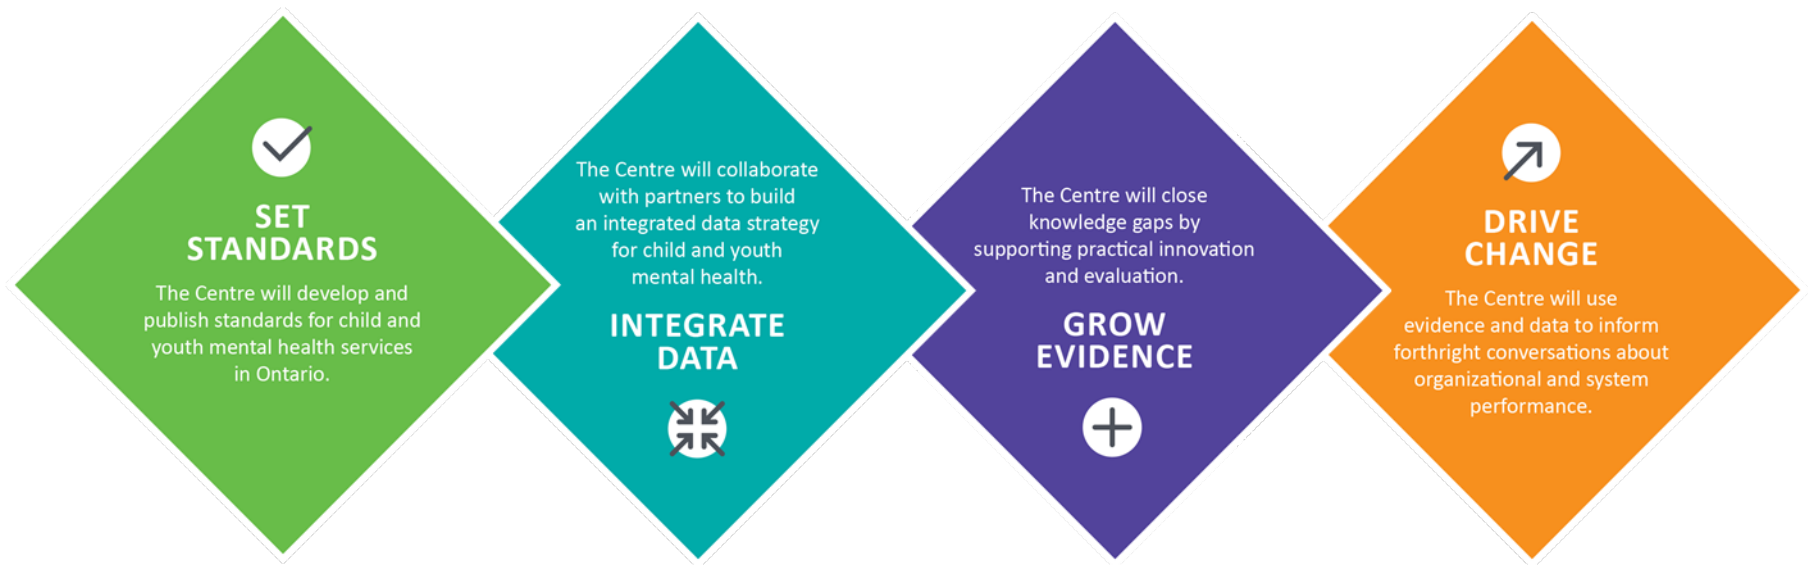 SET
STANDARDS
The Centre will develop and
publish standards for child and
youth mental health services
in Ontario.
The Centre will collaborate
with partners to build
an integrated data strategy
for child and youth
mental health.
INTEGRATE
DATA
The Centre will close
knowledge gaps by
supporting practical innovation
and evaluation.
GROW
EVIDENCE
DRIVE
CHANGE
The Centre will use
evidence and data to inform
forthright conversations about
organizational and system
performance.